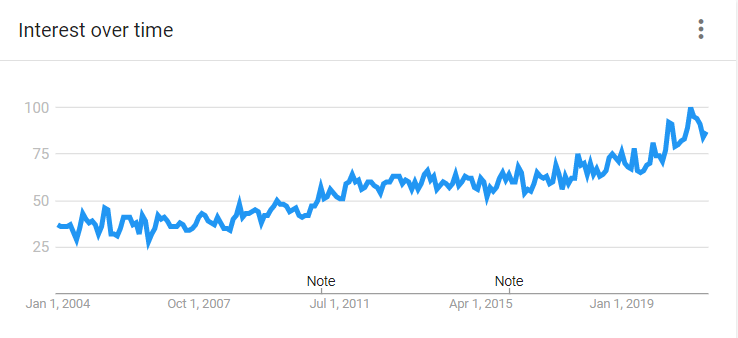 Interest over time
100
75
50
25
Note Note
Jan 1, 2004 Oct 1, 2007 Jul 1, 2011 Apr 1, 2015 Jan 1, 2019